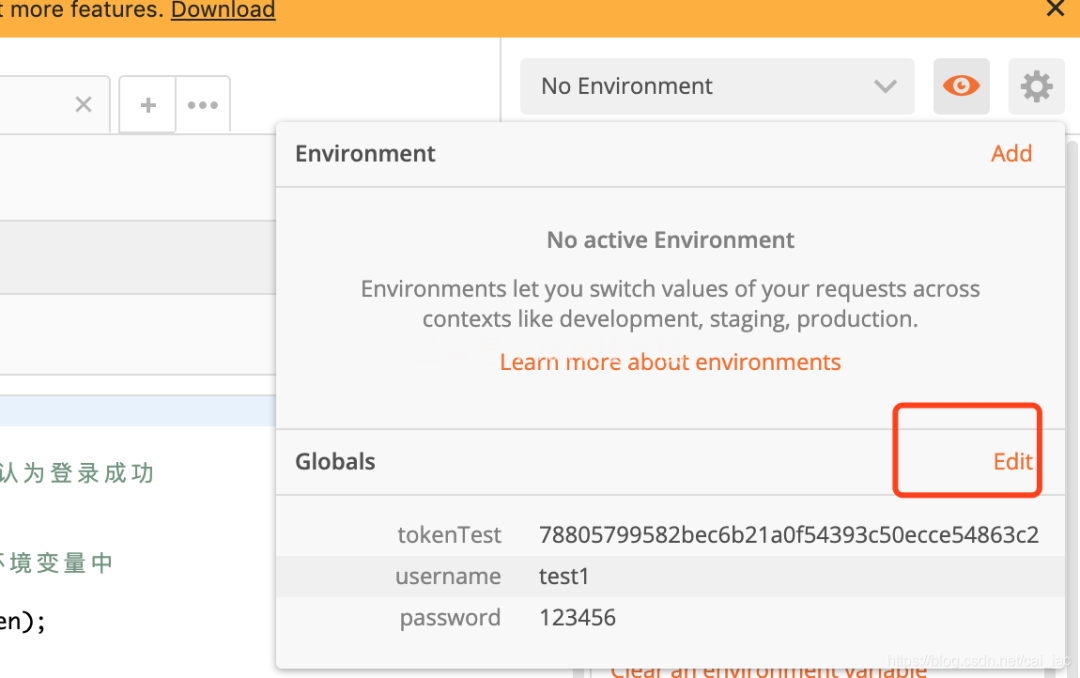 t more features. Download
No Environment
Environment
Add
No active Environment
Environments let you switch values of your requests across
contexts like development, staging, production.
Learn more about environments
认为登录成功
Globals
Edit
tokenTest 78805799582bec6b21a0f54393c50ecce54863c2
环境变量中
username test1
password 123456
en);
Clear an environment variable
https://blog.csdn.net/cai_iac